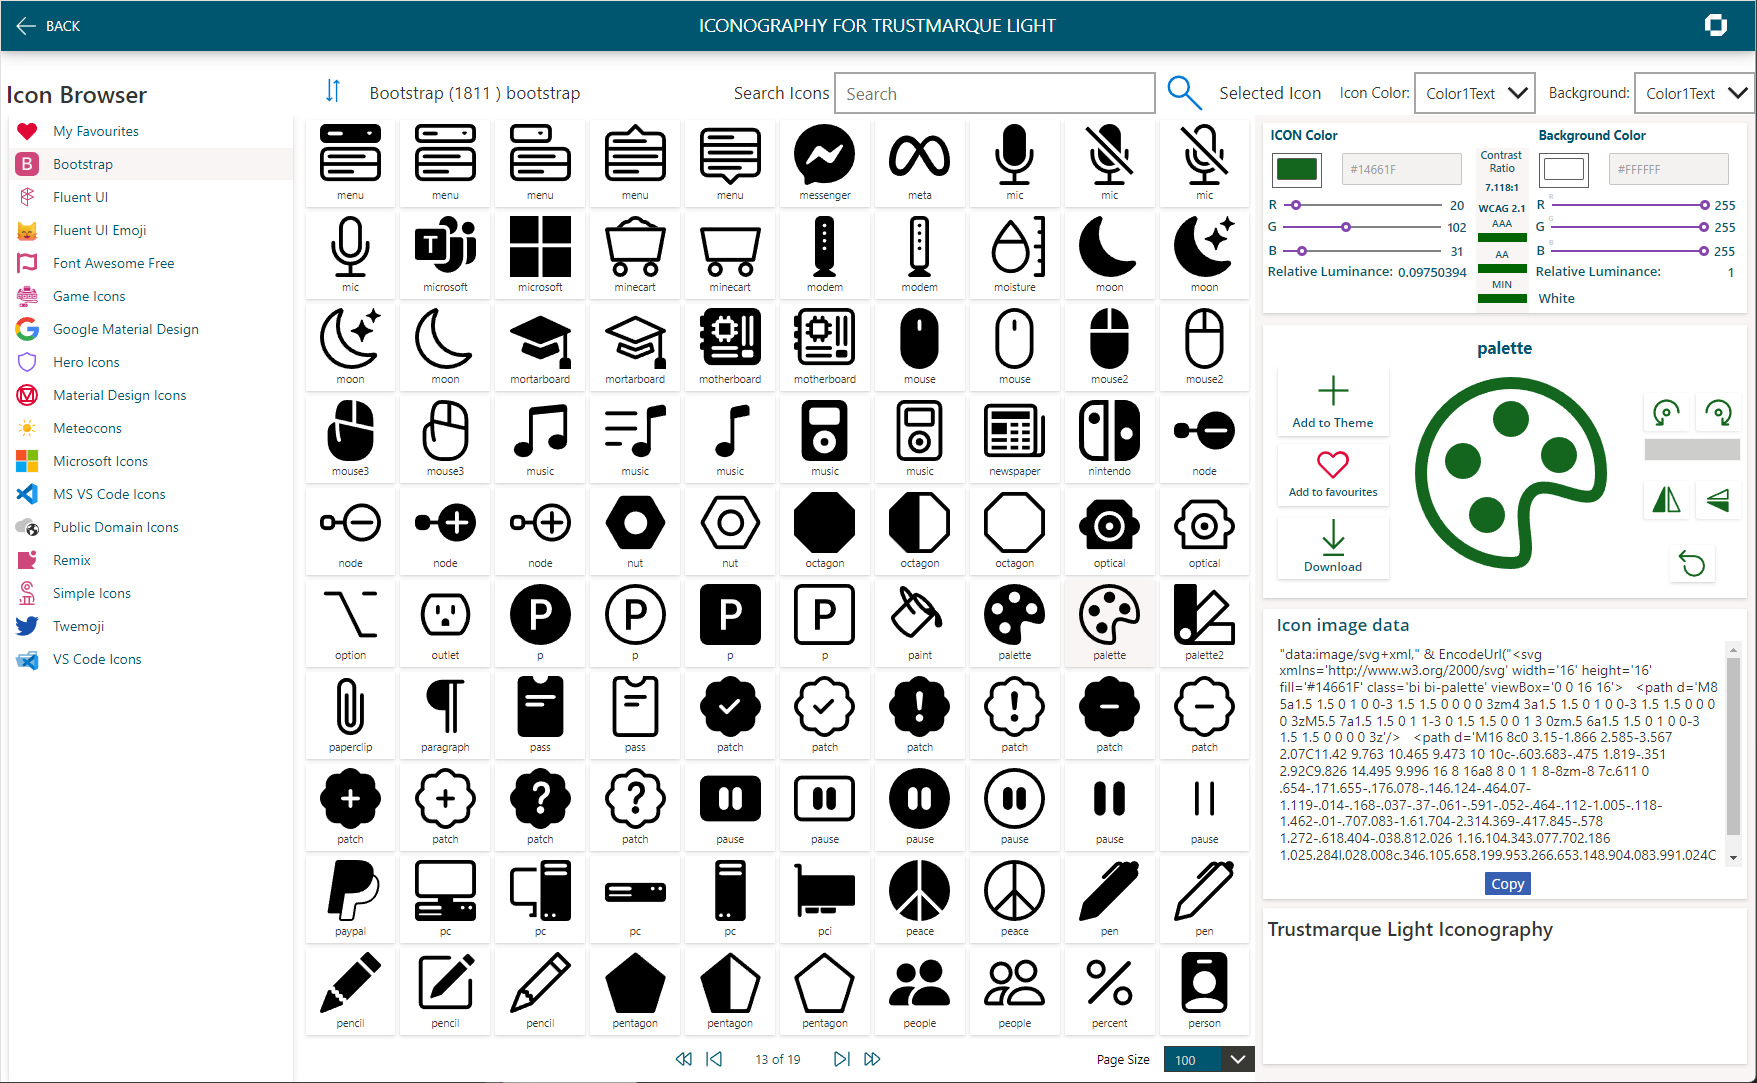 BACK
ICONOGRAPHY FOR TRUSTMARQUE LIGHT
Icon Browser
My Favourites
Bootstrap
Fluent UI
Fluent UI Emoji
Font Awesome Free
Game Icons
Google Material Design
Hero Icons
Material Design Icons
Meteocons
Microsoft Icons
MS VS Code Icons
Public Domain Icons
Remix
Simple Icons
Twemoji
VS Code Icons
Bootstrap (1811 ) bootstrap
Search Icons
Search
Selected Icon
Icon Color:
Color1Text
Background:
Color1Text
menu menu menu menu menu messenger meta mic mic mic
mic microsoft microsoft minecart minecart modem modem moisture moon moon
moon moon mortarboard mortarboard motherboard motherboard mouse mouse mouse2 mouse2
mouse3 mouse3 music music music music music newspaper nintendo node
node node node nut nut octagon octagon octagon optical optical
option outlet p p p p paint palette palette palette2
paperclip paragraph pass pass patch patch patch patch patch patch
patch patch patch patch pause pause pause pause pause pause
paypal pc pc pc pc pci peace peace pen pen
pencil pencil pencil pentagon pentagon pentagon people people percent person
13 of 19
Page Size
100
ICON Color
#14661F
R 20
G 102
B 31
Relative Luminance: 0.09750394
Contrast
Ratio
7.118:1
WCAG 2.1
AAA
AA
MIN
Background Color
#FFFFFF
R 255
G 255
B 255
Relative Luminance: 1
White
palette
Add to Theme
Add to favourites
Download
Icon image data
"data:image/svg+xml," & EncodeUrl("<svg
xmlns='http://www.w3.org/2000/svg' width='16' height='16'
fill='#14661F' class='bi bi-palette' viewBox='0 0 16 16'> <path d='M8
5a1.5 1.5 0 1 0 0-3 1.5 1.5 0 0 0 0 3zm4 3a1.5 1.5 0 1 0 0-3 1.5 1.5 0 0 0
0 3zM5.5 7a1.5 1.5 0 1 1-3 0 1.5 1.5 0 0 1 3 0zm.5 6a1.5 1.5 0 1 0 0-3
1.5 1.5 0 0 0 0 3z'/> <path d='M16 8c0 3.15-1.866 2.585-3.567
2.07C11.42 9.763 10.465 9.473 10 10c-.603.683-.475 1.819-.351
2.92C9.826 14.495 9.996 16 8 16a8 8 0 1 1 8-8zm-8 7c.611 0
.654-.171.655-.176.078-.146.124-.464.07-
1.119-.014-.168-.037-.37-.061-.591-.052-.464-.112-1.005-.118-
1.462-.01-.707.083-1.61.704-2.314.369-.417.845-.578
1.272-.618.404-.038.812.026 1.16.104.343.077.702.186
1.025.284l.028.008c.346.105.658.199.953.266.653.148.904.083.991.024C
Copy
Trustmarque Light Iconography